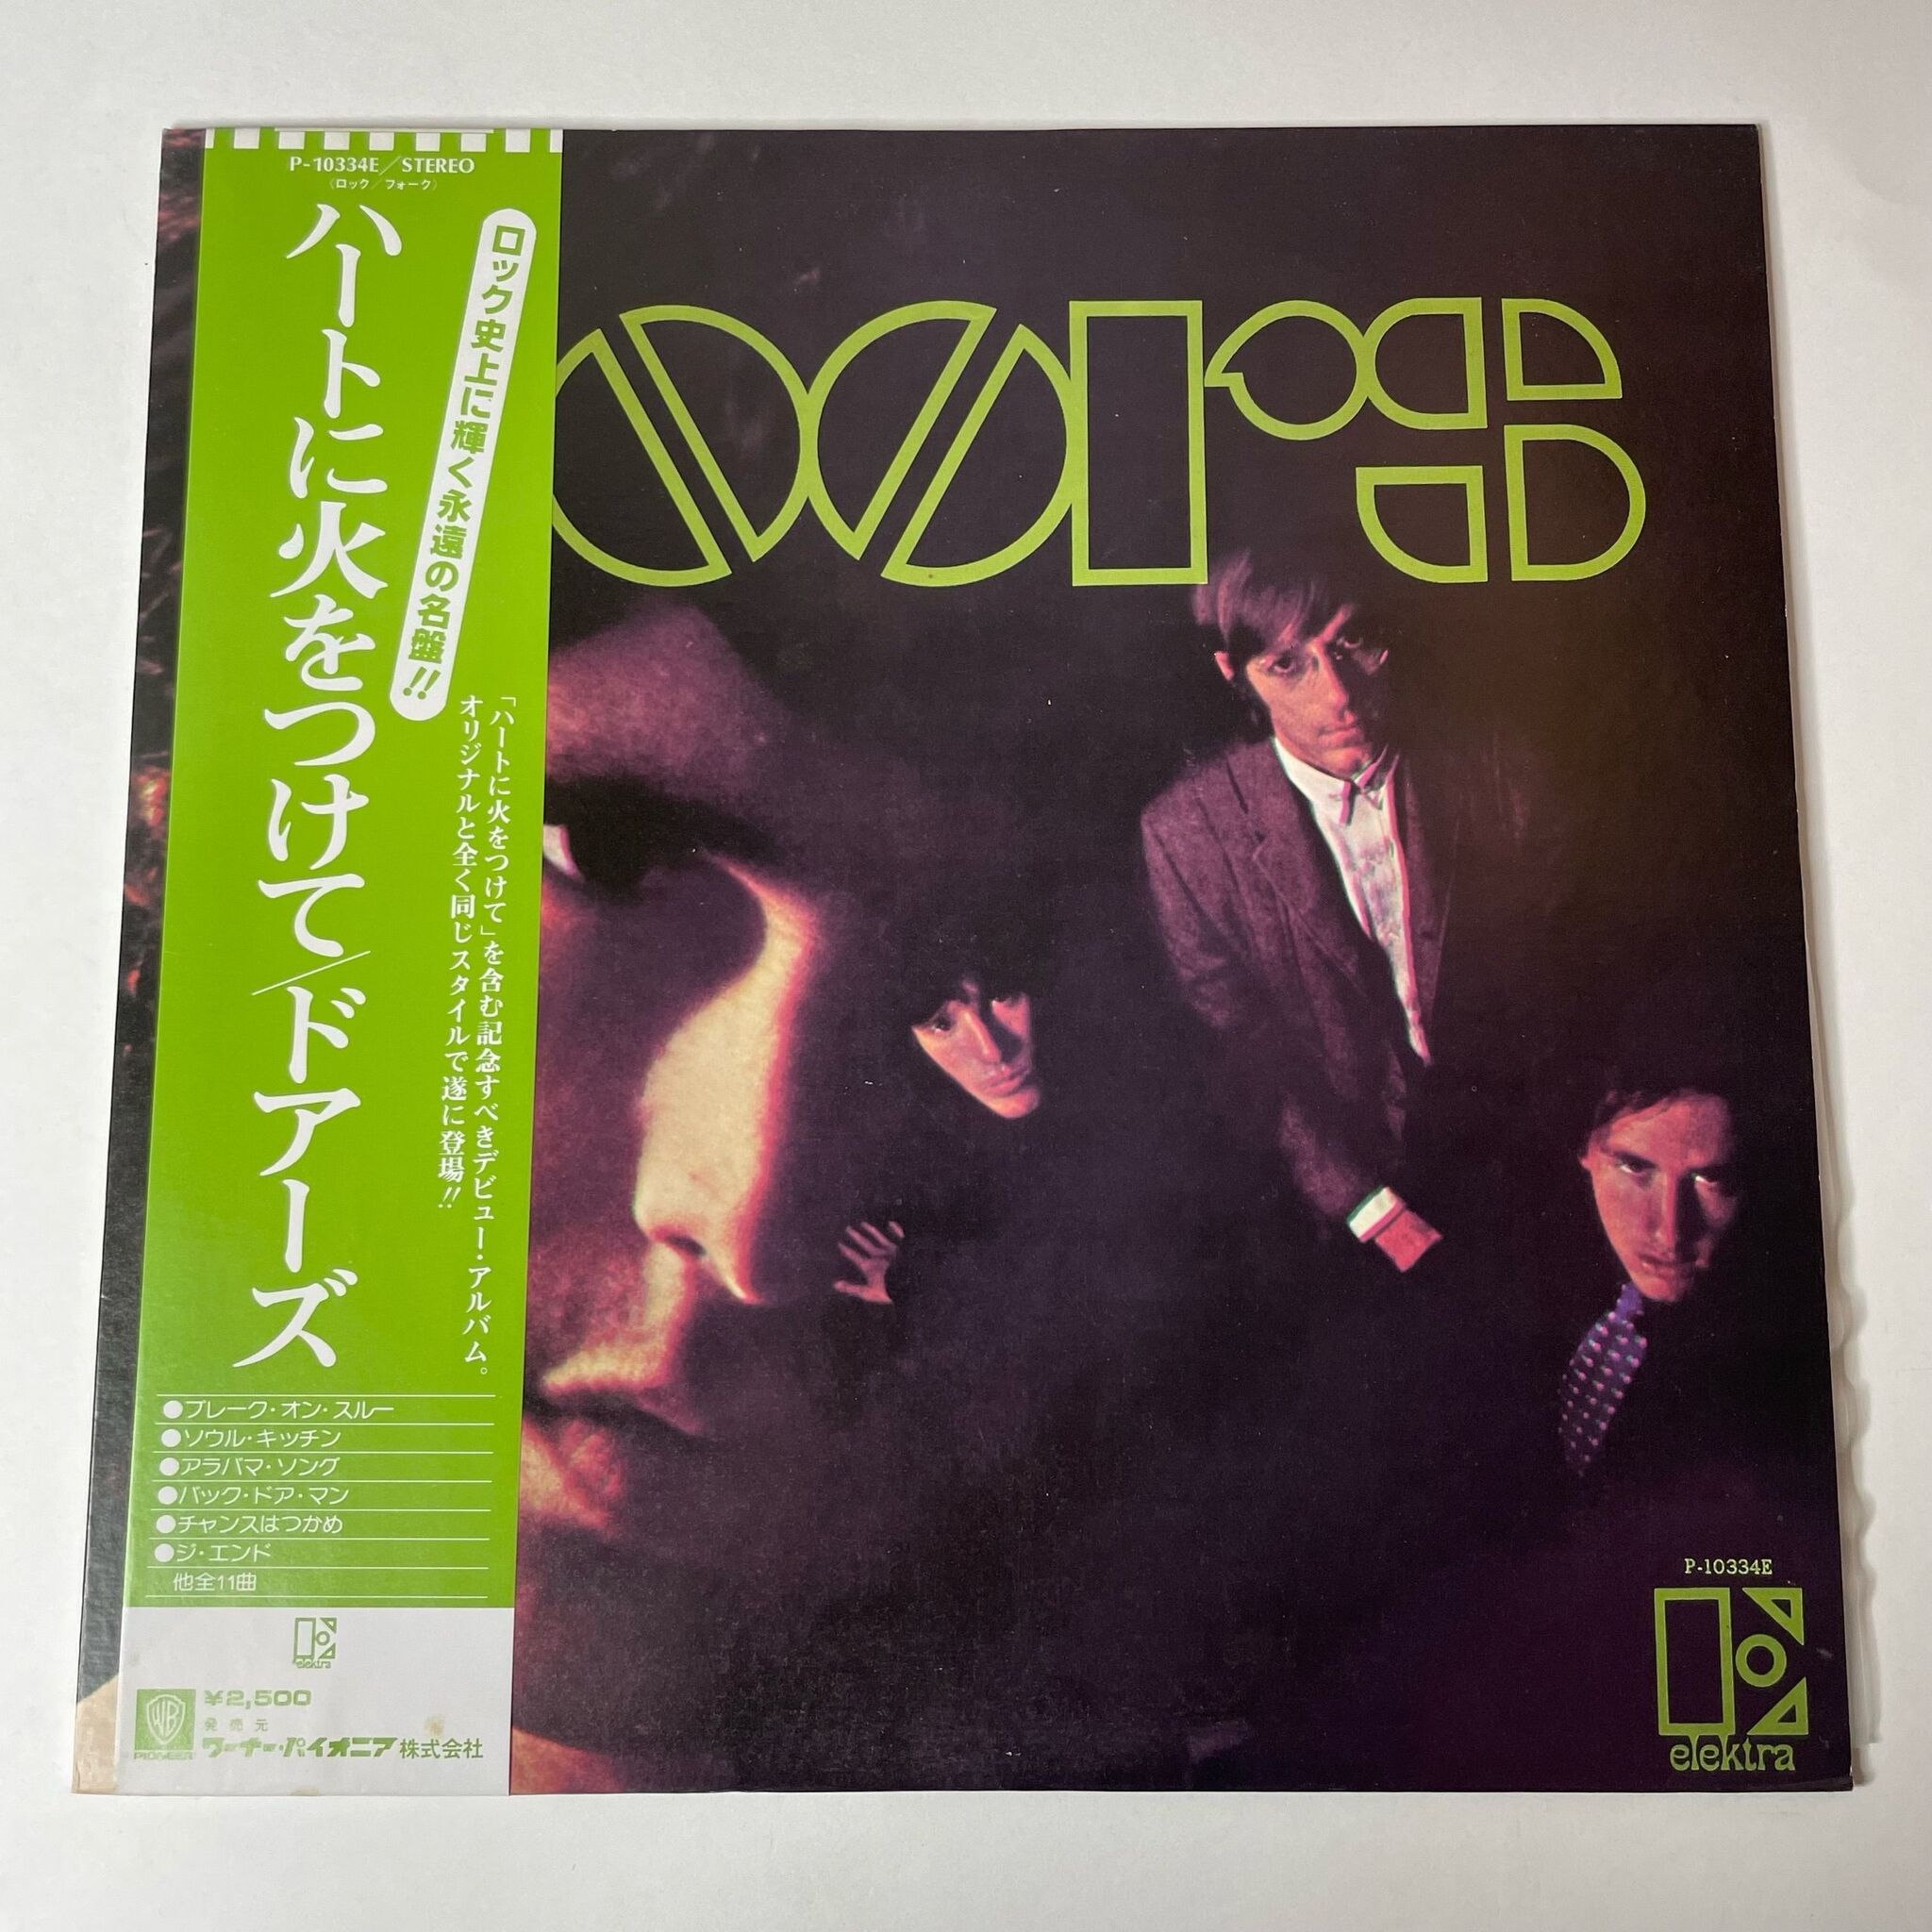 P-10334E/STEREO
(ロック/フォーク)
ロック史上に輝く永遠の名盤!!
ハートに火をつけて/ドアーズ
「ハートに火をつけて」を含む記念すべきデビュー・アルバム。
オリジナルと全く同じスタイルで遂に登場!!
●ブレーク・オン・スルー
●ソウル・キッチン
●アラバマ・ソング
●バック・ドア・マン
●チャンスはつかめ
●ジ・エンド
他全11曲
elektra
WB
PIONEER
¥2,500
発売元
ワーナー・パイオニア株式会社
OORS
P-10334E
elektra